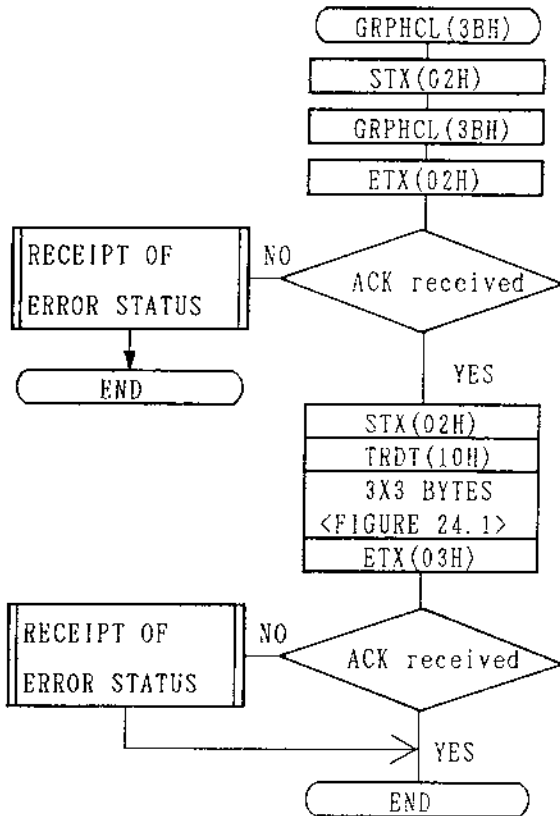 GRPHCL(3BH)
STX(02H)
GRPHCL(3BH)
ETX(02H)
ACK received
NO
RECEIPT OF
ERROR STATUS
END
YES
STX(02H)
TRDT(10H)
3X3 BYTES
<FIGURE 24.1>
ETX(03H)
ACK received
NO
RECEIPT OF
ERROR STATUS
YES
END